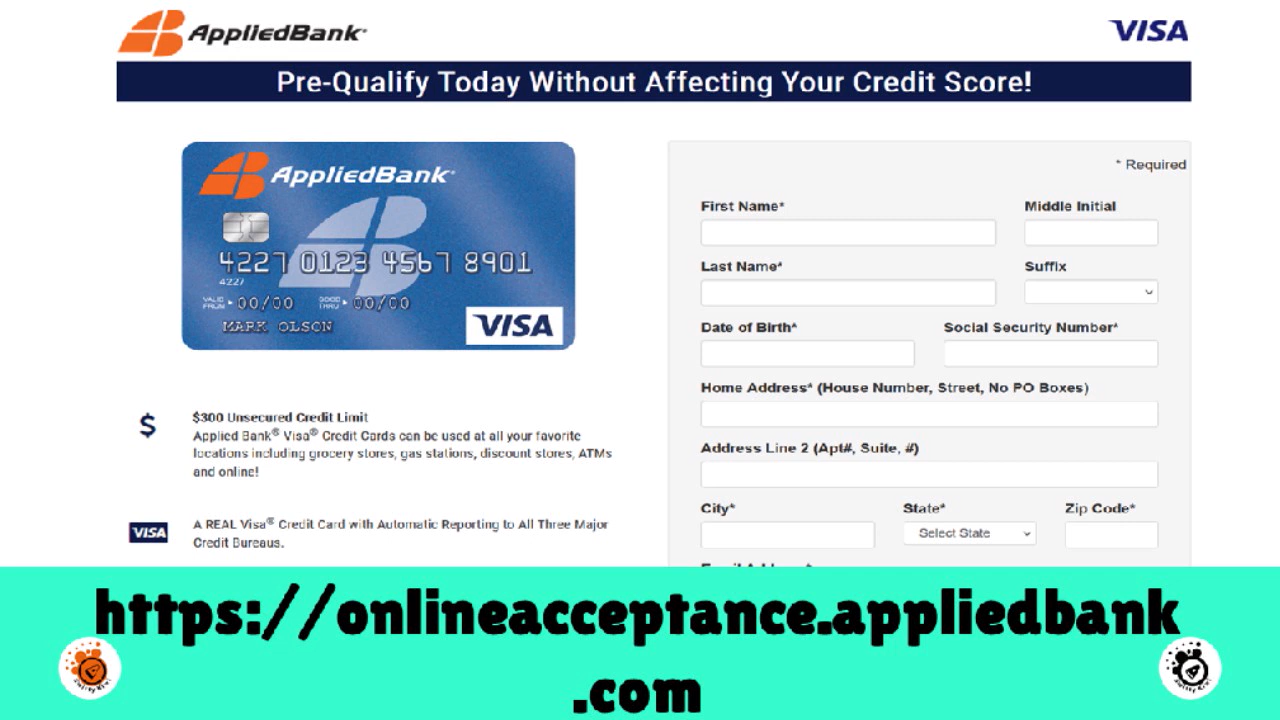 AppliedBank
VISA
Pre-Qualify Today Without Affecting Your Credit Score!
AppliedBank
4227 0123 4567 8901
4227
VALID FROM 00/00 GOOD THRU 00/00
MARK OLSON
VISA
$300 Unsecured Credit Limit
Applied Bank® Visa® Credit Cards can be used at all your favorite
locations including grocery stores, gas stations, discount stores, ATMs
and online!
VISA
A REAL Visa® Credit Card with Automatic Reporting to All Three Major
Credit Bureaus.
* Required
First Name* Middle Initial
Last Name* Suffix
Date of Birth* Social Security Number*
Home Address* (House Number, Street, No PO Boxes)
Address Line 2 (Apt#, Suite, #)
City* State* Zip Code*
Select State
https://onlineacceptance.appliedbank
.com